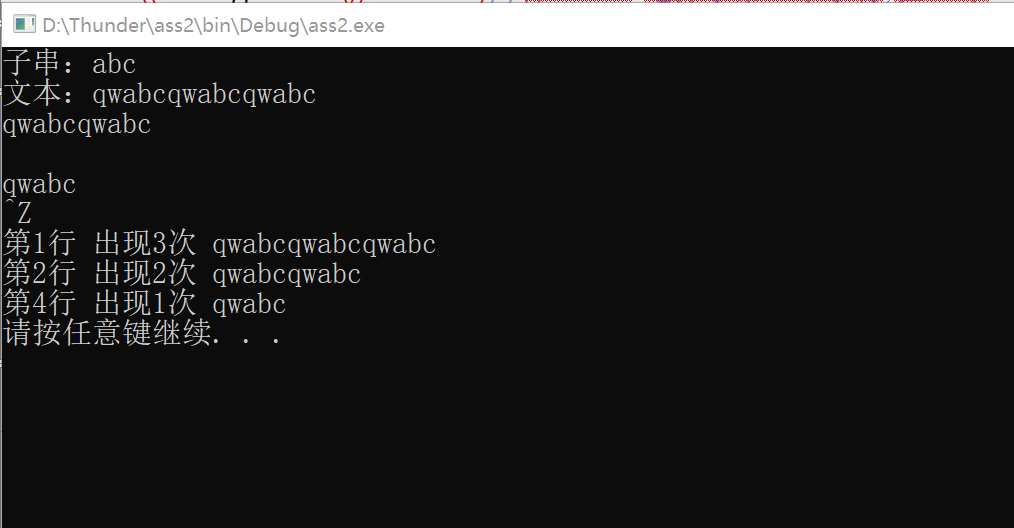 D:\Thunder\ass2\bin\Debug\ass2.exe
子串：abc
文本：qwabcqwabcqwabc
qwabcqwabc

qwabc
^Z
第1行 出现3次 qwabcqwabcqwabc
第2行 出现2次 qwabcqwabc
第4行 出现1次 qwabc
请按任意键继续. . .